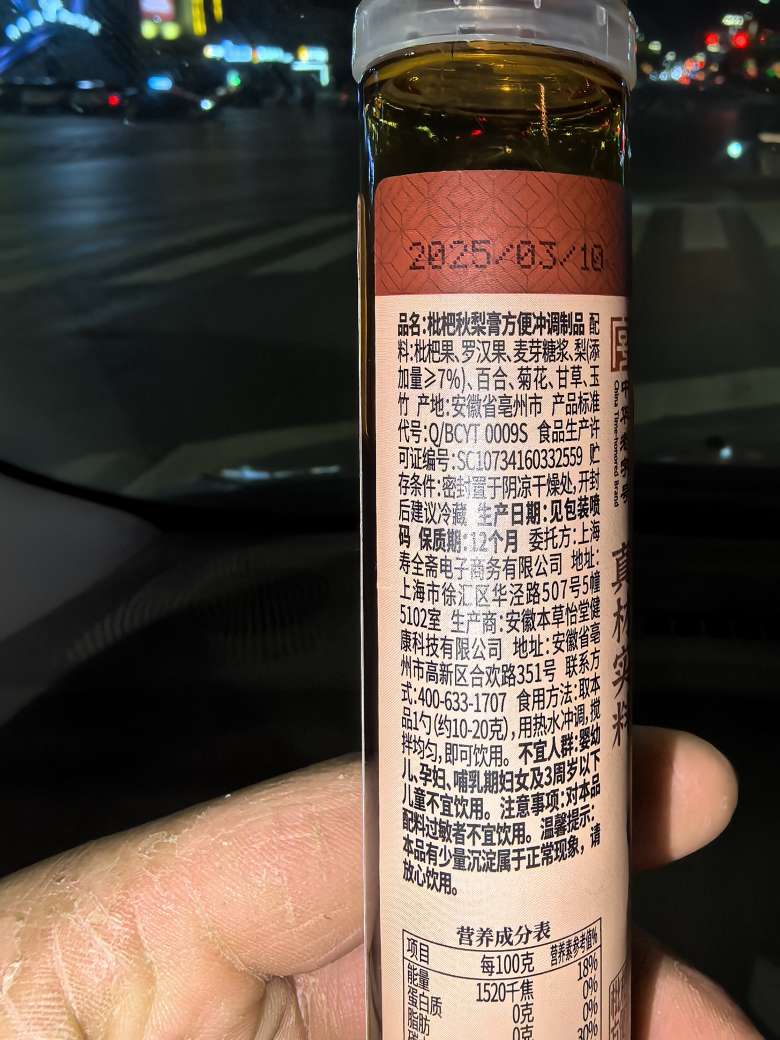 2025/03/10
品名:枇杷秋梨膏方便冲调制品 配
料:枇杷果、罗汉果、麦芽糖浆、梨(添
加量≥7%)、百合、菊花、甘草、玉
竹 产地:安徽省亳州市 产品标准
代号:Q/BCYT 0009S 食品生产许
可证编号:SC10734160332559 贮
存条件:密封置于阴凉干燥处,开封
后建议冷藏 生产日期:见包装喷
码 保质期:12个月 委托方:上海
寿全斋电子商务有限公司 地址:
上海市徐汇区华泾路507号5幢
5102室 生产商:安徽本草怡堂健
康科技有限公司 地址:安徽省亳
州市高新区合欢路351号 联系方
式:400-633-1707 食用方法:取本
品1勺(约10-20克),用热水冲调,搅
拌均匀,即可饮用。不宜人群:婴幼
儿、孕妇、哺乳期妇女及3周岁以下
儿童不宜饮用。注意事项:对本品
配料过敏者不宜饮用。温馨提示:
本品有少量沉淀属于正常现象,请
放心饮用。
营养成分表
项目 每100克 营养素参考值%
能量 1520千焦 18%
蛋白质 0克 0%
脂肪 0克 0%
30%
中华老字号
China Time-honored Brand
真材实料